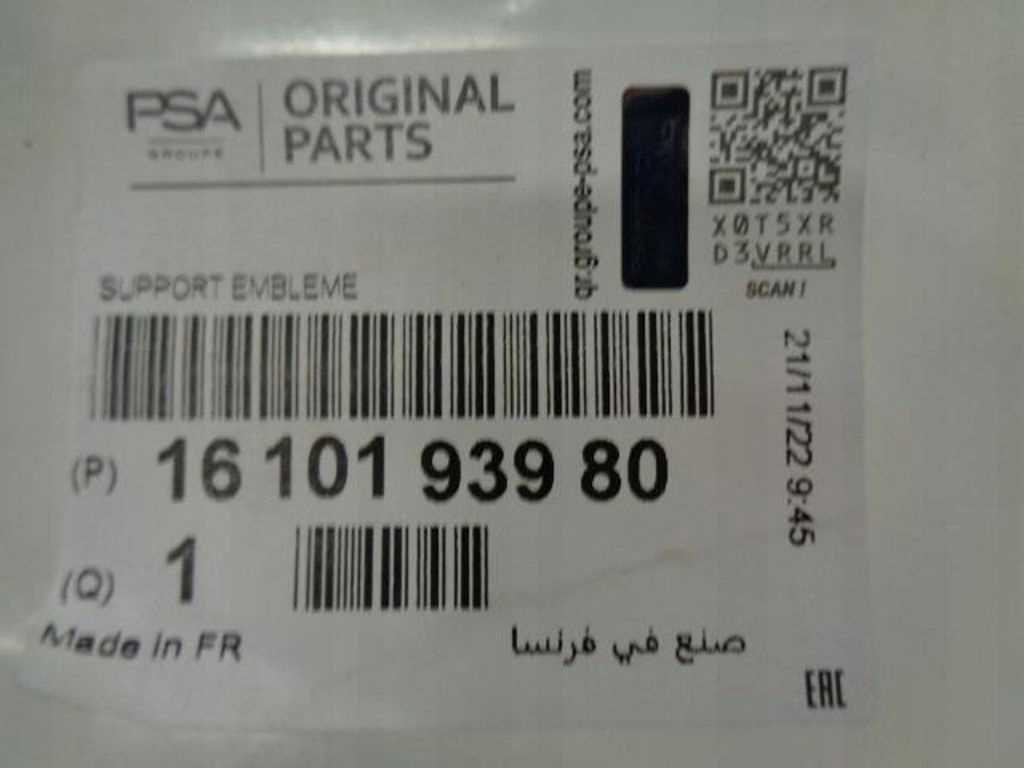 PSA
GROUPE
ORIGINAL
PARTS
qr.groupe-psa.com
X0T5XR
D3VRRL
SCAN!
SUPPORT EMBLEME
21/11/22 9:45
(P) 16 101 939 80
(Q) 1
Made in FR
صنع في فرنسا
EAC